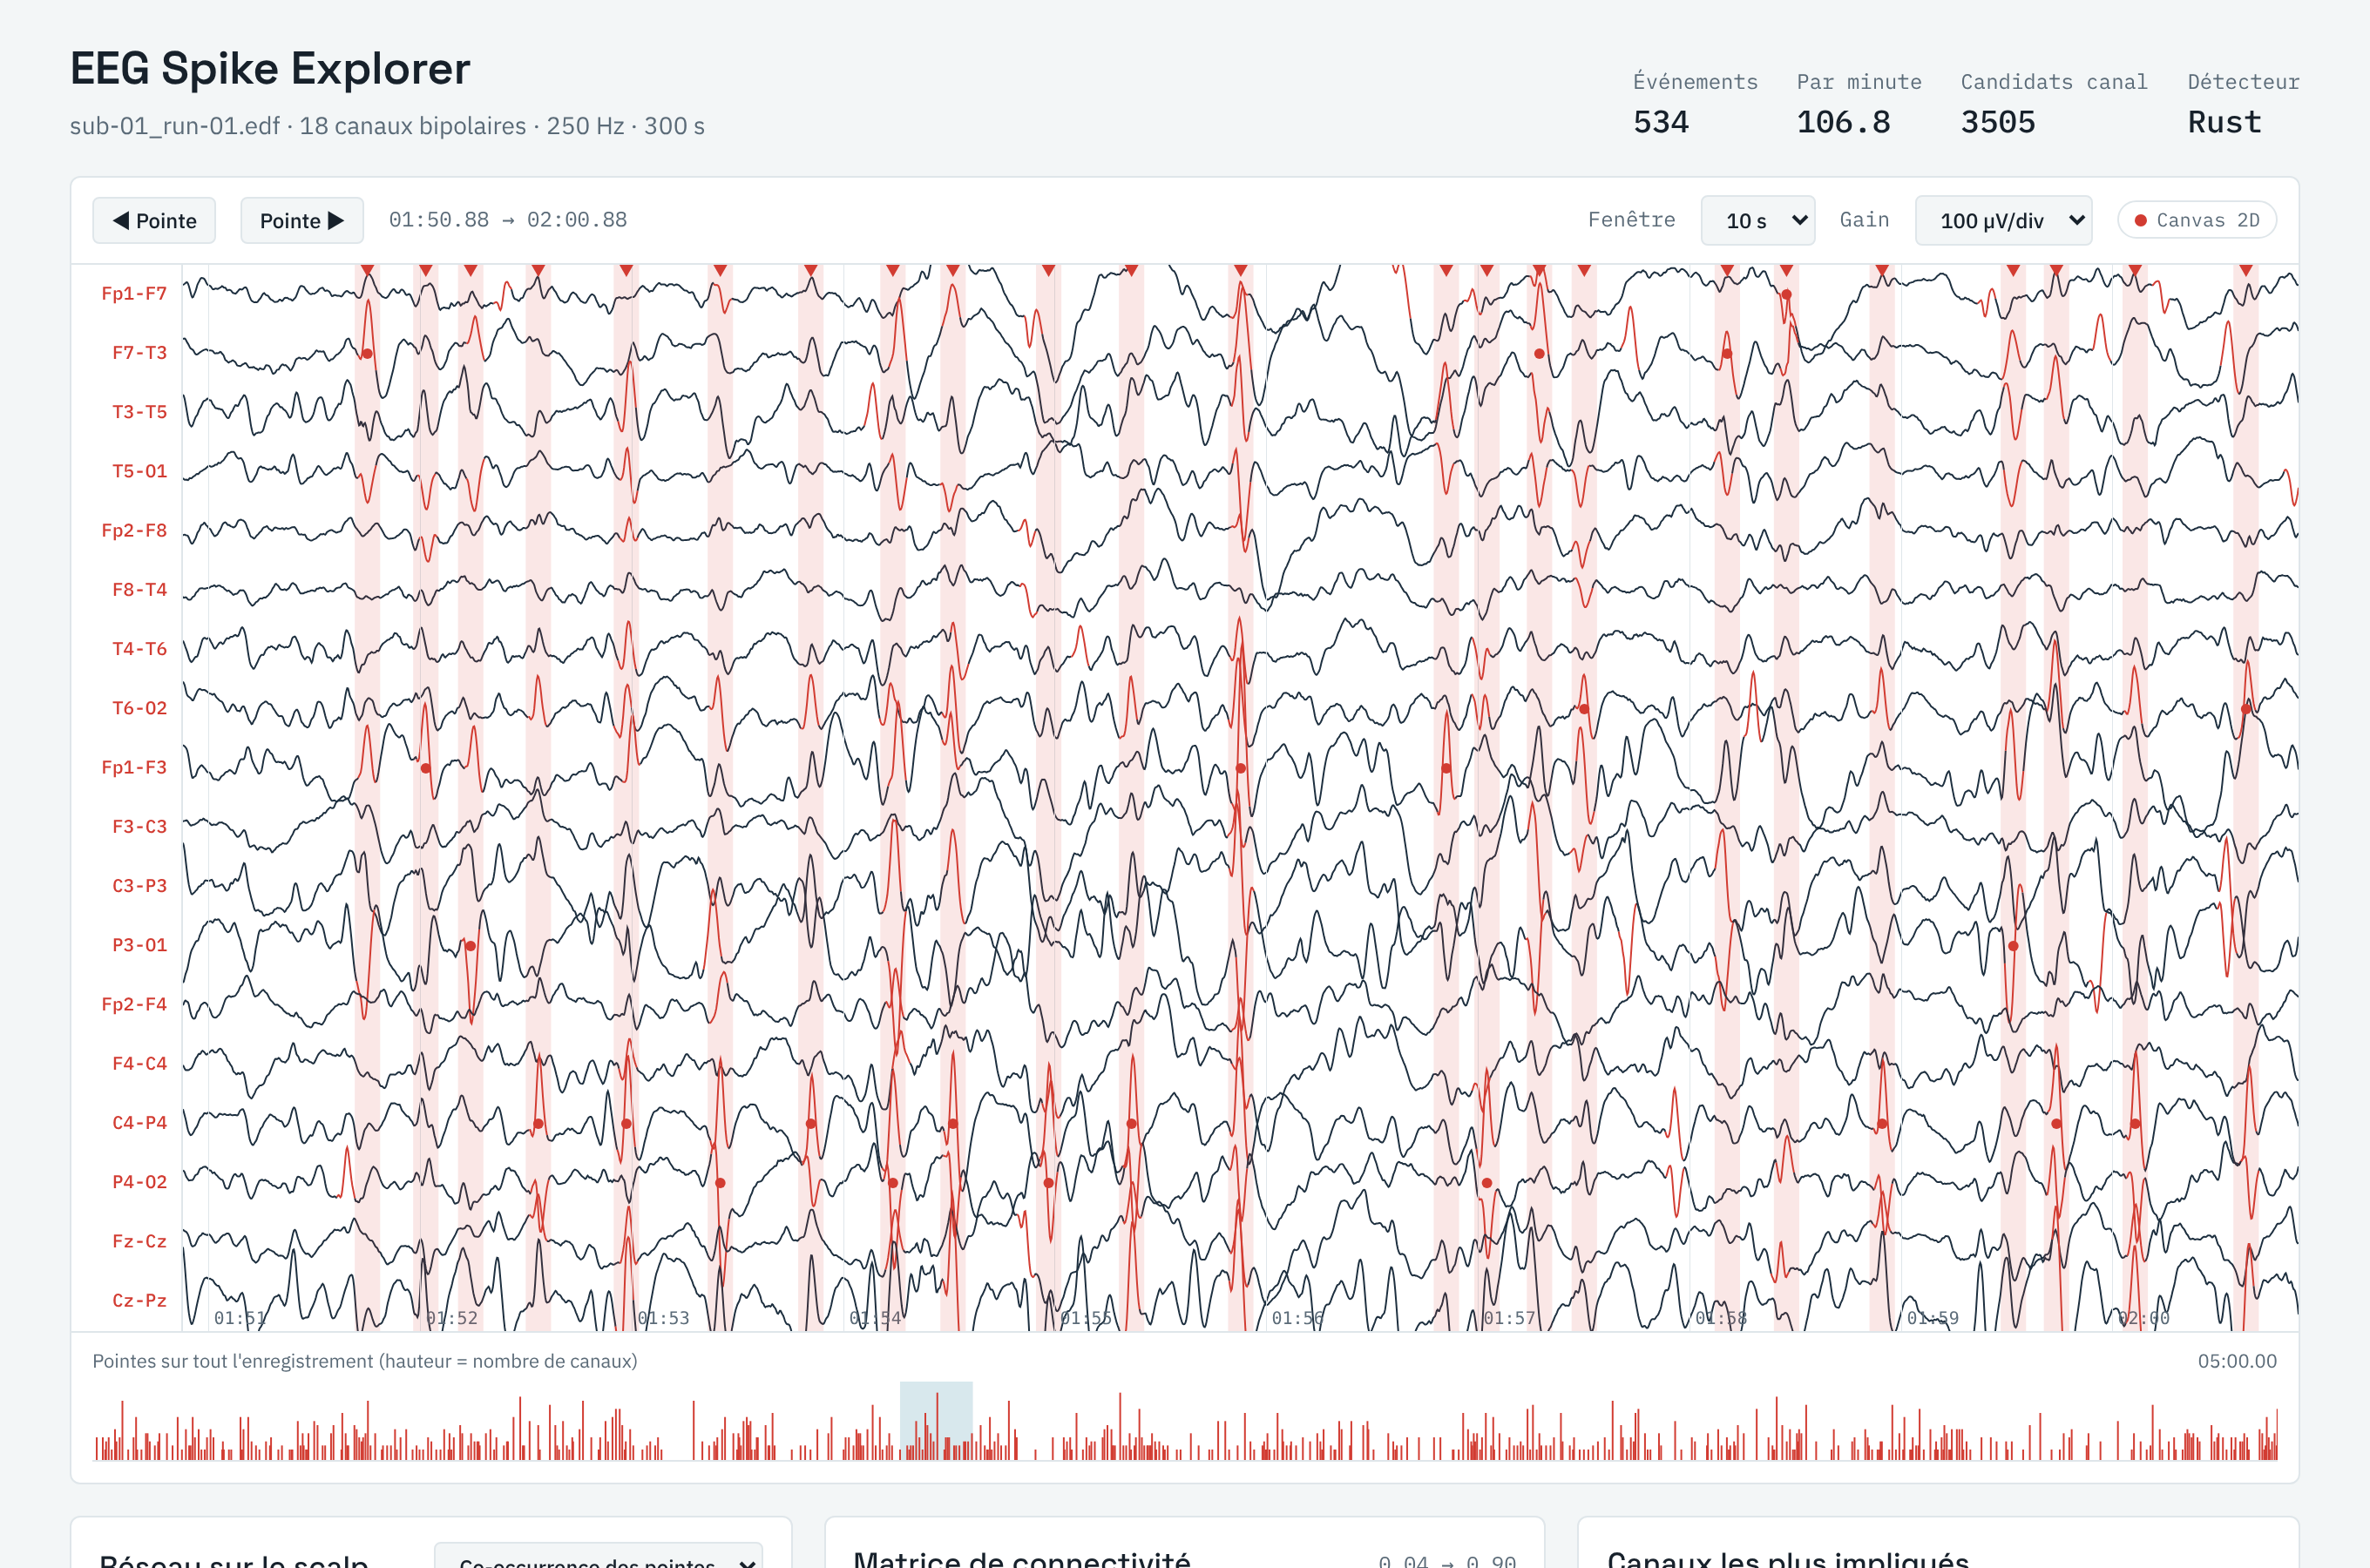 EEG Spike Explorer
sub-01_run-01.edf · 18 canaux bipolaires · 250 Hz · 300 s
Événements Par minute Candidats canal Détecteur
534 106.8 3505 Rust
◀ Pointe Pointe ▶ 01:50.88 → 02:00.88 Fenêtre 10 s Gain 100 µV/div Canvas 2D
Fp1-F7
F7-T3
T3-T5
T5-O1
Fp2-F8
F8-T4
T4-T6
T6-O2
Fp1-F3
F3-C3
C3-P3
P3-O1
Fp2-F4
F4-C4
C4-P4
P4-O2
Fz-Cz
Cz-Pz
01:51 01:52 01:53 01:54 01:55 01:56 01:57 01:58 01:59 02:00
Pointes sur tout l'enregistrement (hauteur = nombre de canaux) 05:00.00
Réseau sur le scalp Co-occurrence des pointes Matrice de connectivité 0.04 → 0.90 Canaux les plus impliqués